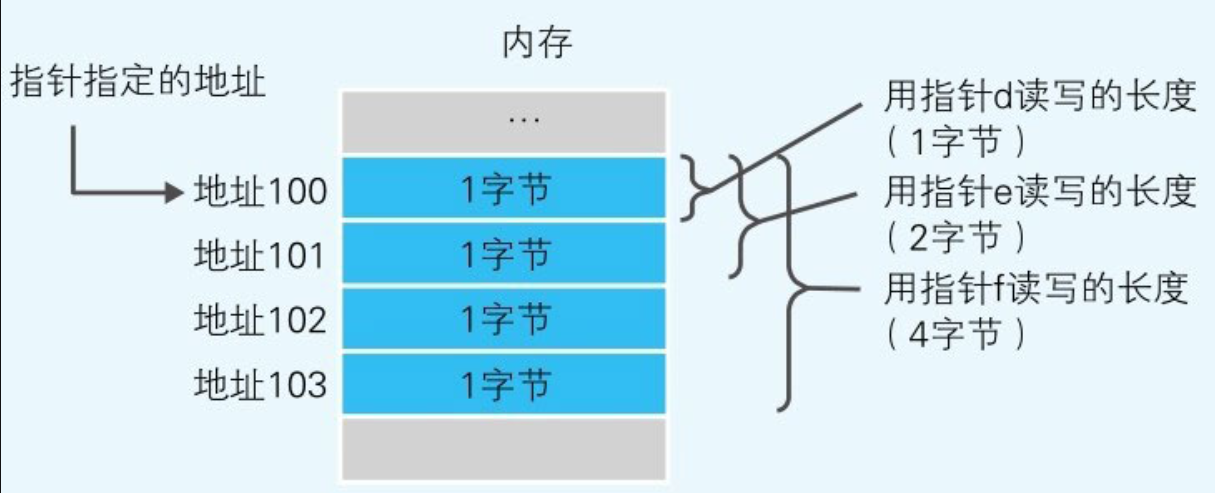 内存
指针指定的地址
…
地址100
1字节
地址101
1字节
地址102
1字节
地址103
1字节
用指针d读写的长度
（1字节）
用指针e读写的长度
（2字节）
用指针f读写的长度
（4字节）